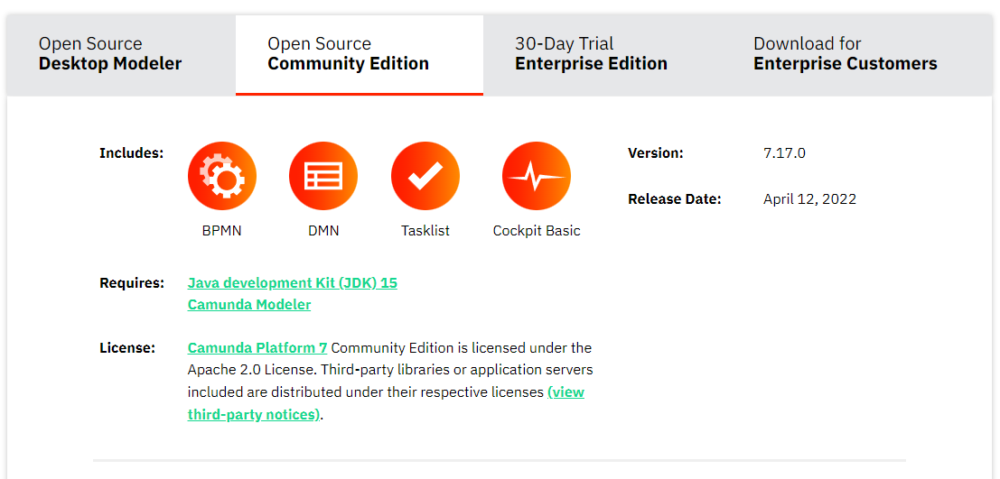 Open Source
Desktop Modeler
Open Source
Community Edition
30-Day Trial
Enterprise Edition
Download for
Enterprise Customers
Includes:
BPMN
DMN
Tasklist
Cockpit Basic
Version:
7.17.0
Release Date:
April 12, 2022
Requires:
Java development Kit (JDK) 15
Camunda Modeler
License:
Camunda Platform 7 Community Edition is licensed under the
Apache 2.0 License. Third-party libraries or application servers
included are distributed under their respective licenses (view
third-party notices).